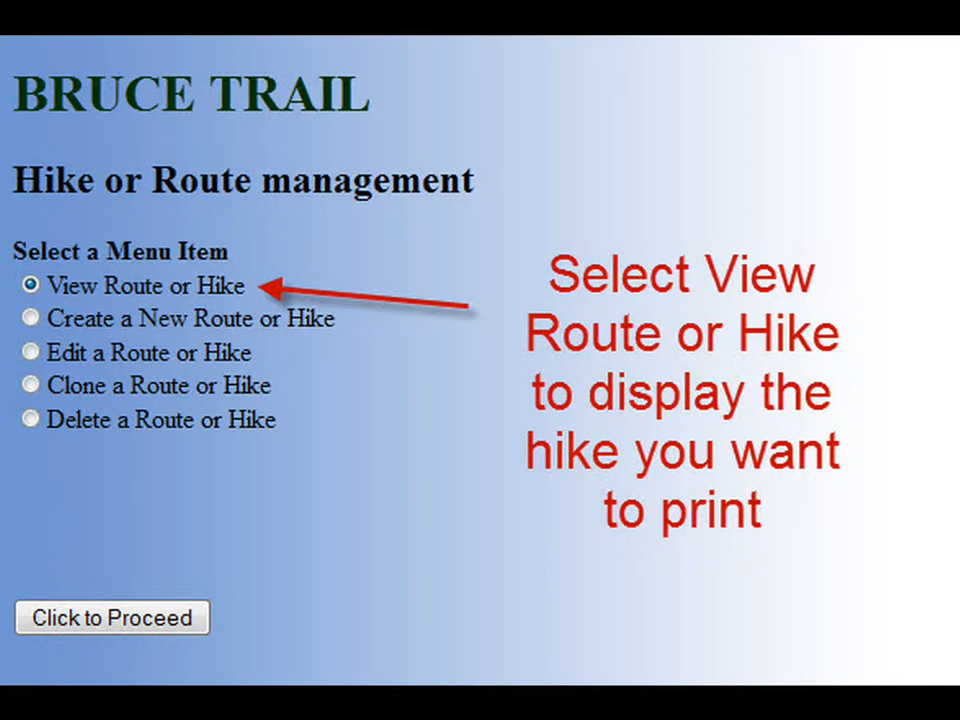 BRUCE TRAIL
Hike or Route management
Select a Menu Item
View Route or Hike
Create a New Route or Hike
Edit a Route or Hike
Clone a Route or Hike
Delete a Route or Hike
Click to Proceed
Select View
Route or Hike
to display the
hike you want
to print